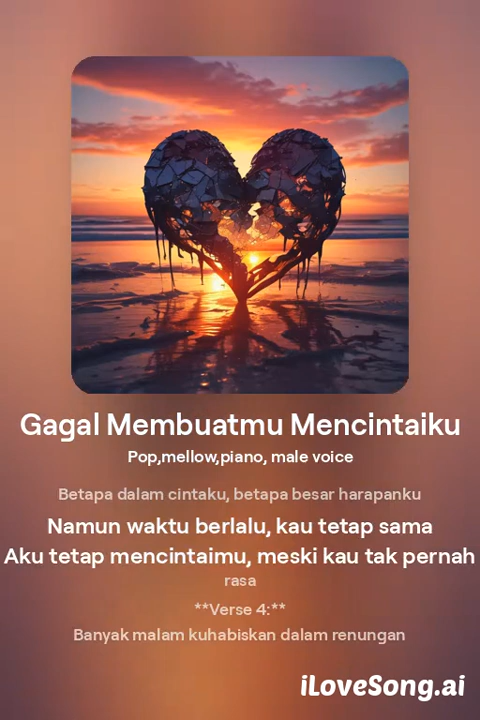 Gagal Membuatmu Mencintaiku
Pop,mellow,piano, male voice
Betapa dalam cintaku, betapa besar harapanku
Namun waktu berlalu, kau tetap sama
Aku tetap mencintaimu, meski kau tak pernah
rasa
**Verse 4:**
Banyak malam kuhabiskan dalam renungan
iLoveSong.ai